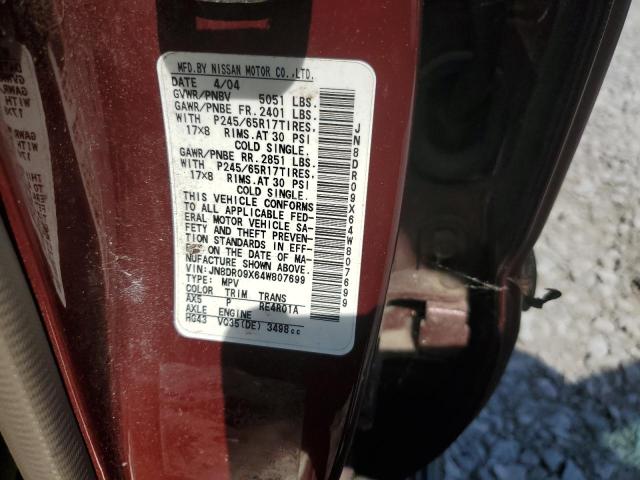 MFD.BY NISSAN MOTOR CO.,LTD.
DATE 4/04
GVWR/PNBV 5051 LBS.
GAWR/PNBE FR.2401 LBS.
WITH P245/65R17TIRES,
17X8 RIMS.AT 30 PSI
COLD SINGLE.
GAWR/PNBE RR.2851 LBS.
WITH P245/65R17TIRES,
17X8 RIMS.AT 30 PSI
COLD SINGLE.
THIS VEHICLE CONFORMS
TO ALL APPLICABLE FED-
ERAL MOTOR VEHICLE SA-
FETY AND THEFT PREVEN-
TION STANDARDS IN EFF-
ECT ON THE DATE OF MA-
NUFACTURE SHOWN ABOVE.
VIN:JN8DR09X64W807699
TYPE: MPV
COLOR TRIM TRANS
AX5 P RE4R01A
AXLE ENGINE
HG43 VQ35(DE) 3498cc
JN8DR09X64W807699